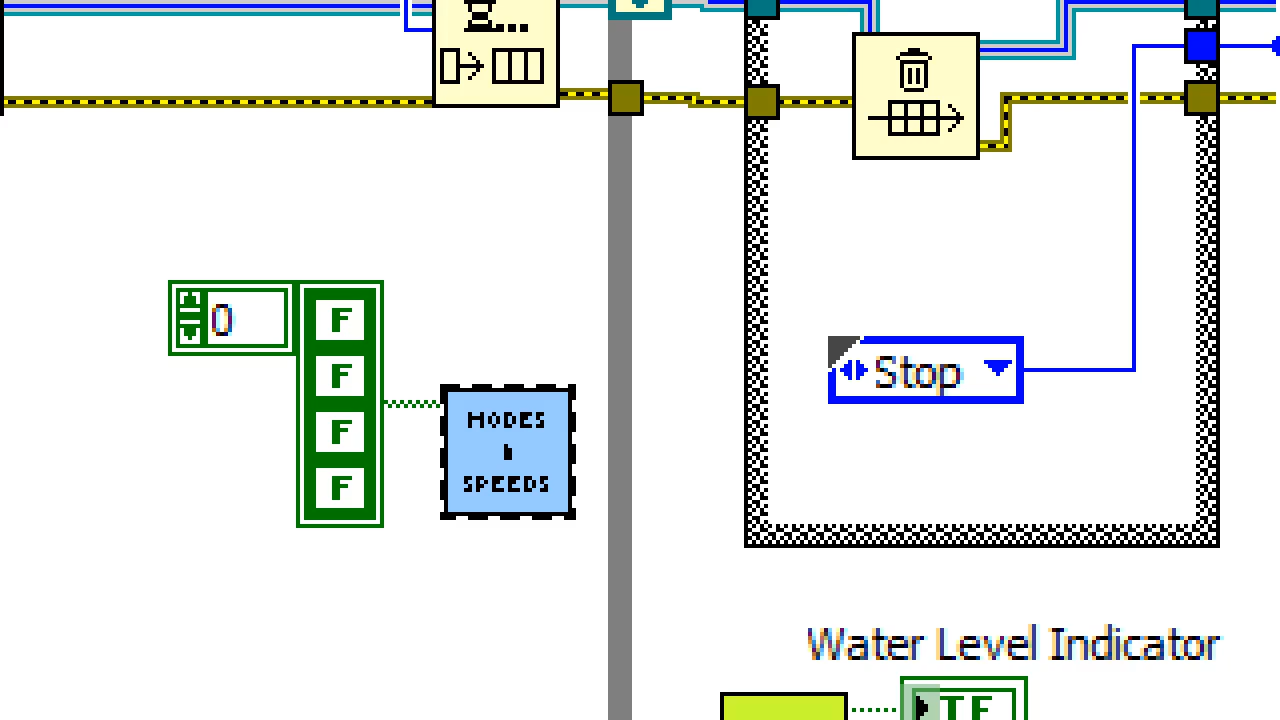 0
F
F
F
F
MODES
&
SPEEDS
Stop
Water Level Indicator
TF